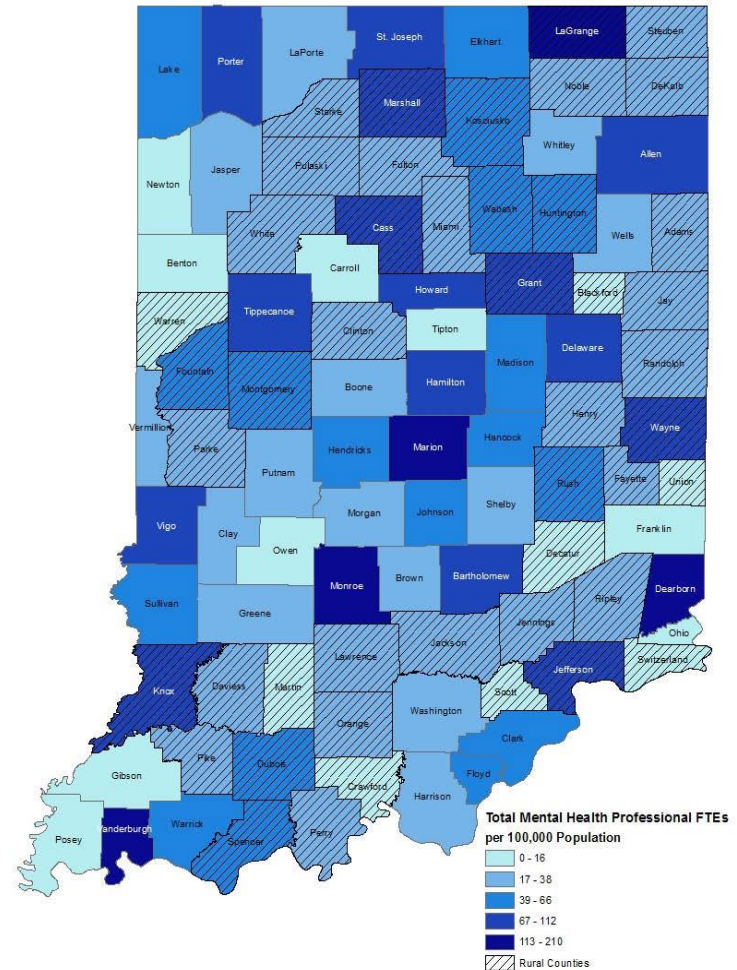 St. Joseph
LaGrange
Steuben
LaPorte
Elkhart
Porter
Lake
Noble
DeKalb
Marshall
Starke
Kosciusko
Whitley
Allen
Pulaski
Fulton
Jasper
Newton
Wabash
Huntington
Miami
Cass
White
Wells
Adams
Benton
Carroll
Grant
Blackford
Howard
Jay
Tippecanoe
Warren
Clinton
Tipton
Delaware
Madison
Randolph
Fountain
Montgomery
Boone
Hamilton
Henry
Vermillion
Wayne
Parke
Hendricks
Marion
Hancock
Putnam
Rush
Fayette
Union
Shelby
Morgan
Johnson
Vigo
Clay
Franklin
Owen
Decatur
Monroe
Brown
Bartholomew
Dearborn
Sullivan
Greene
Ripley
Jennings
Ohio
Jackson
Lawrence
Switzerland
Jefferson
Knox
Daviess
Martin
Scott
Washington
Orange
Clark
Pike
Dubois
Gibson
Floyd
Crawford
Harrison
Posey
Vanderburgh
Warrick
Spencer
Perry
Total Mental Health Professional FTEs
per 100,000 Population
0 - 16
17 - 38
39 - 66
67 - 112
113 - 210
Rural Counties